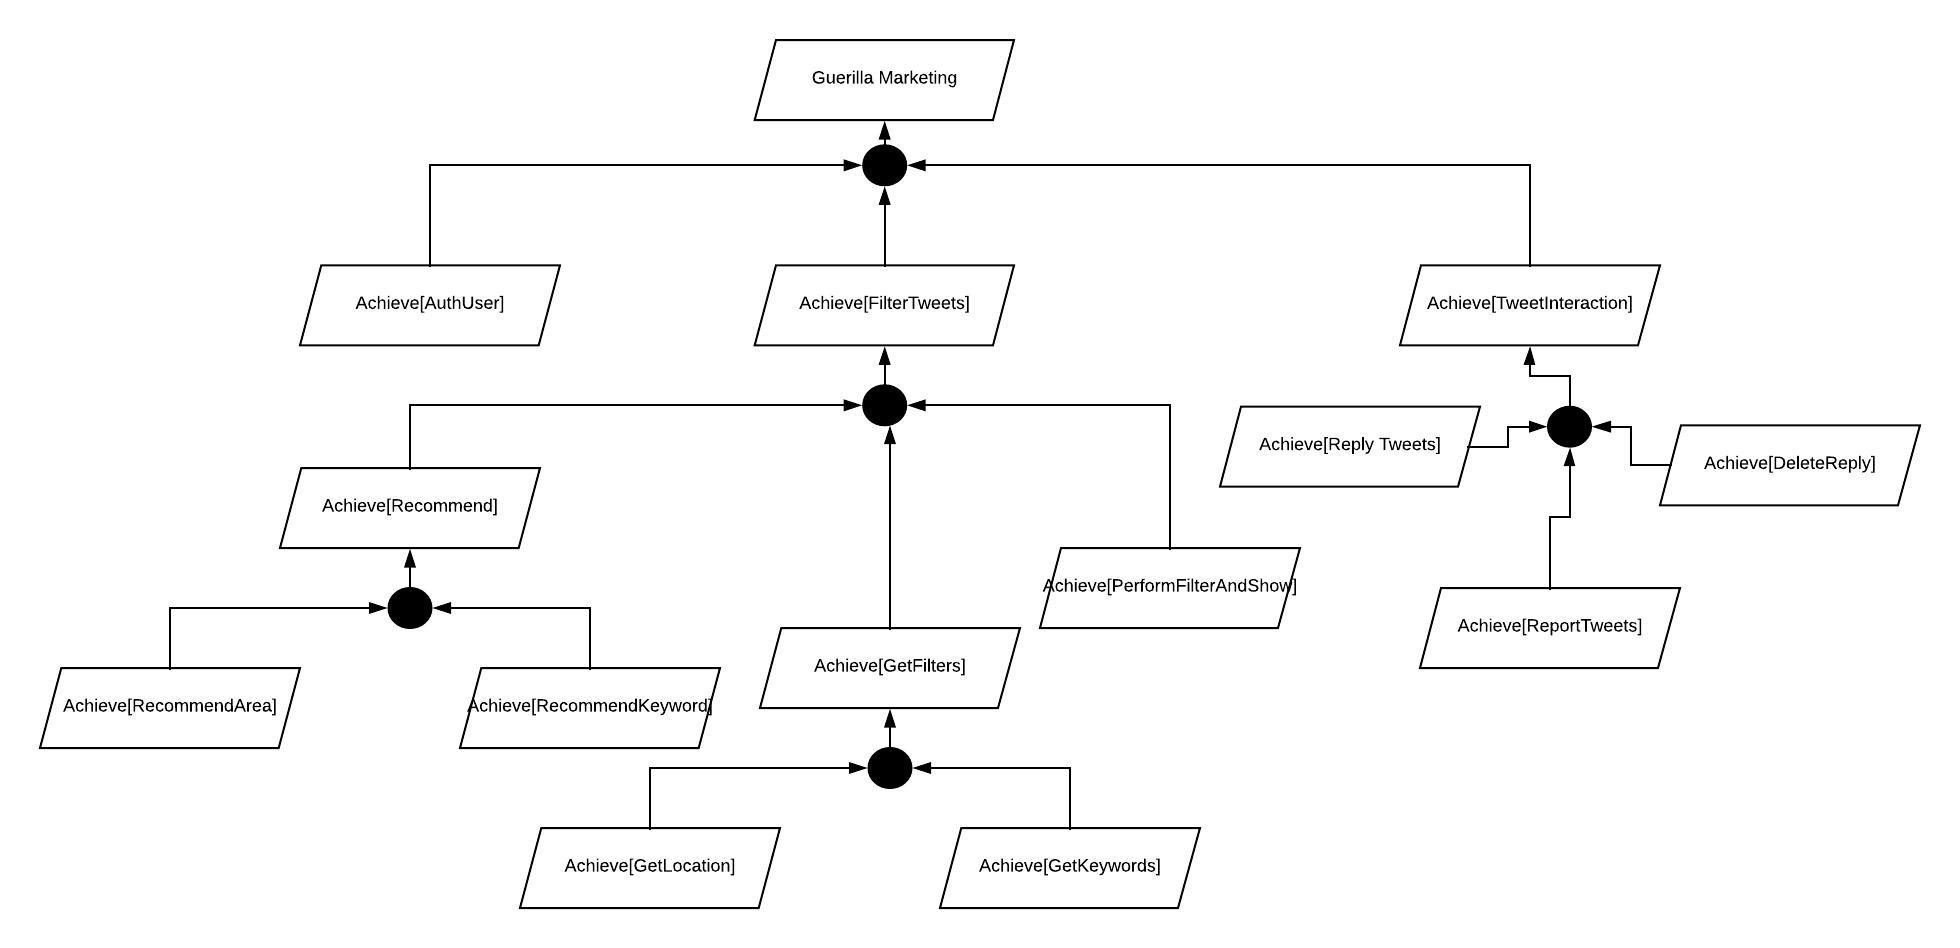 Guerilla Marketing
Achieve[AuthUser]
Achieve[FilterTweets]
Achieve[TweetInteraction]
Achieve[Reply Tweets]
Achieve[DeleteReply]
Achieve[Recommend]
Achieve[PerformFilterAndShow]
Achieve[ReportTweets]
Achieve[GetFilters]
Achieve[RecommendArea]
Achieve[RecommendKeyword]
Achieve[GetLocation]
Achieve[GetKeywords]